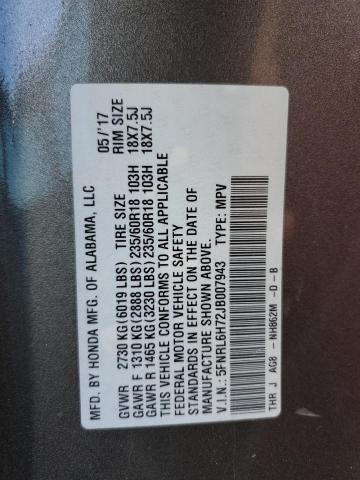 MFD. BY HONDA MFG. OF ALABAMA, LLC 05/'17
GVWR 2730 KG(6019 LBS) TIRE SIZE RIM SIZE
GAWR F 1310 KG(2888 LBS) 235/60R18 103H 18X7.5J
GAWR R 1465 KG(3230 LBS) 235/60R18 103H 18X7.5J
THIS VEHICLE CONFORMS TO ALL APPLICABLE
FEDERAL MOTOR VEHICLE SAFETY
STANDARDS IN EFFECT ON THE DATE OF
MANUFACTURE SHOWN ABOVE.
V.I.N.: 5FNRL6H72JB007943 TYPE: MPV
THR J AG8 -NH862M -D -B